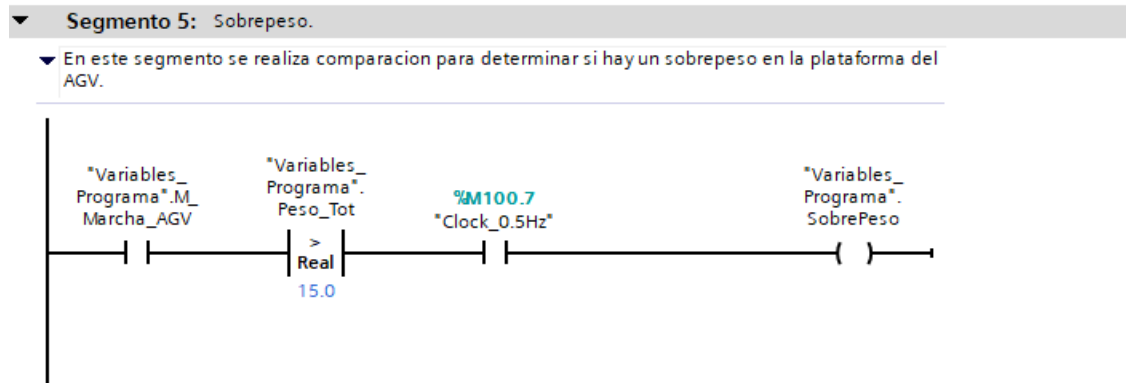 Segmento 5: Sobrepeso.
En este segmento se realiza comparacion para determinar si hay un sobrepeso en la plataforma del
AGV.
"Variables_
Programa".M_
Marcha_AGV
"Variables_
Programa".
Peso_Tot
>
Real
15.0
%M100.7
"Clock_0.5Hz"
"Variables_
Programa".
SobrePeso